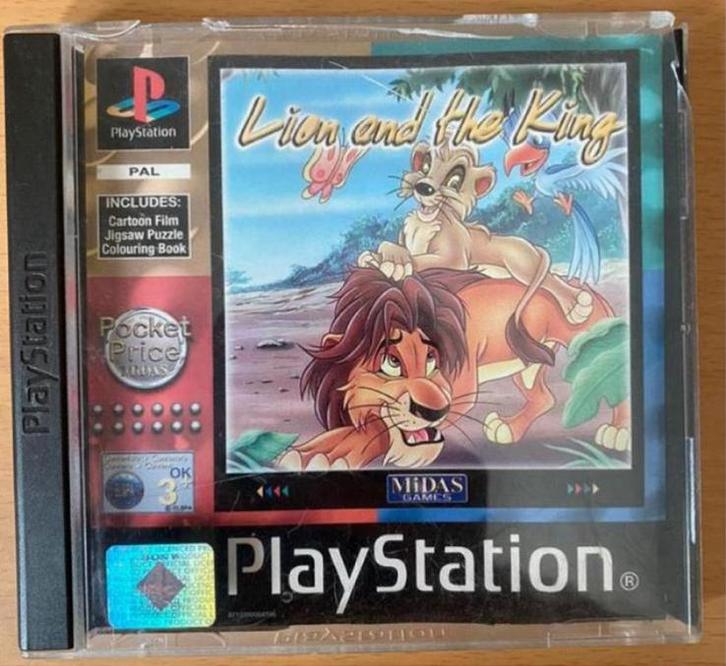 PlayStation
PlayStation
PAL
INCLUDES:
Cartoon Film
Jigsaw Puzzle
Colouring Book
Lion and the King
Pocket
Price
MIDAS
OK
3+
MIDAS
GAMES
PlayStation®